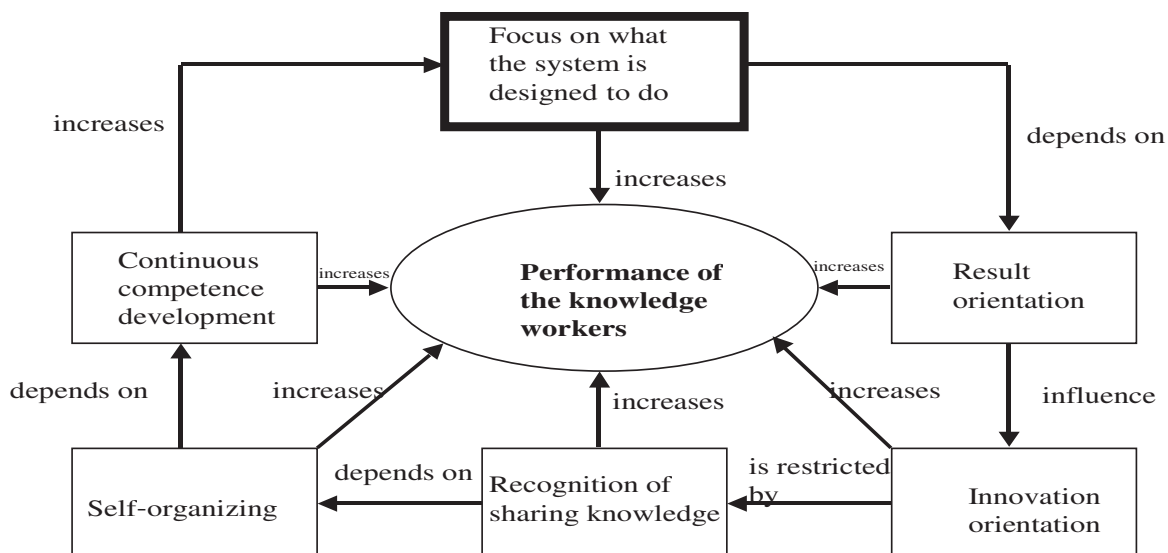 Focus on what
the system is
designed to do
increases
depends on
increases
Continuous
competence
development
increases
Performance of
the knowledge
workers
increases
Result
orientation
depends on
increases
increases
increases
influence
Self-organizing
depends on
Recognition of
sharing knowledge
is restricted
by
Innovation
orientation